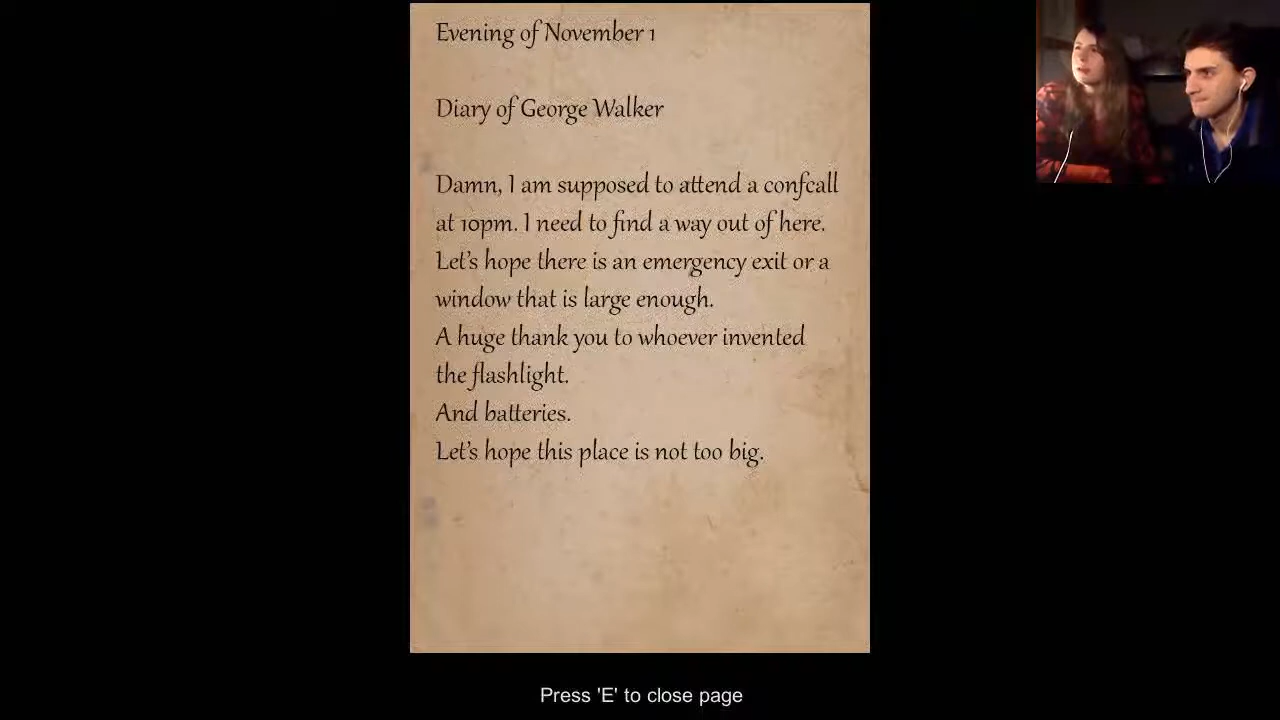 Evening of November 1
Diary of George Walker
Damn, I am supposed to attend a confcall
at 10pm. I need to find a way out of here.
Let's hope there is an emergency exit or a
window that is large enough.
A huge thank you to whoever invented
the flashlight.
And batteries.
Let's hope this place is not too big.
Press 'E' to close page